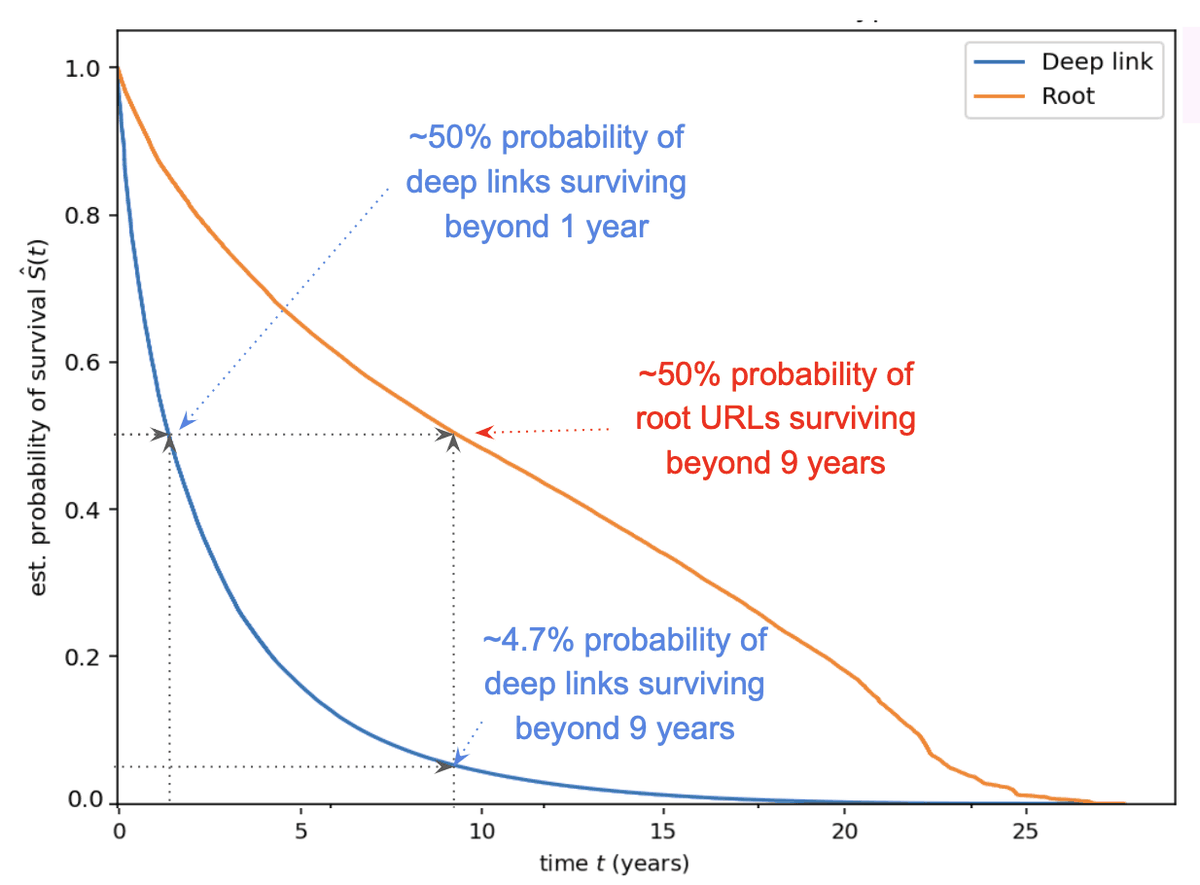 Deep link
Root
~50% probability of
deep links surviving
beyond 1 year
~50% probability of
root URLs surviving
beyond 9 years
~4.7% probability of
deep links surviving
beyond 9 years
est. probability of survival Ŝ(t)
1.0
0.8
0.6
0.4
0.2
0.0
0
5
10
15
20
25
time t (years)